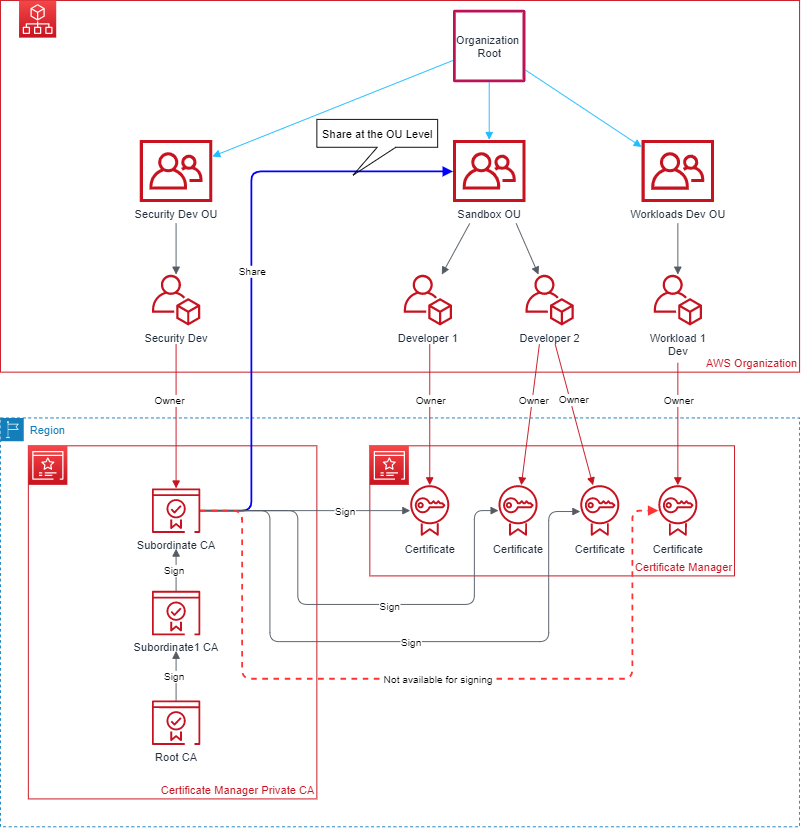 Organization
Root
Share at the OU Level
Security Dev OU
Sandbox OU
Workloads Dev OU
Share
Security Dev
Developer 1
Developer 2
Workload 1
Dev
AWS Organization
Owner
Owner
Owner
Owner
Owner
Region
Sign
Subordinate CA
Certificate
Certificate
Certificate
Certificate
Certificate Manager
Sign
Sign
Sign
Subordinate1 CA
Sign
Not available for signing
Root CA
Certificate Manager Private CA